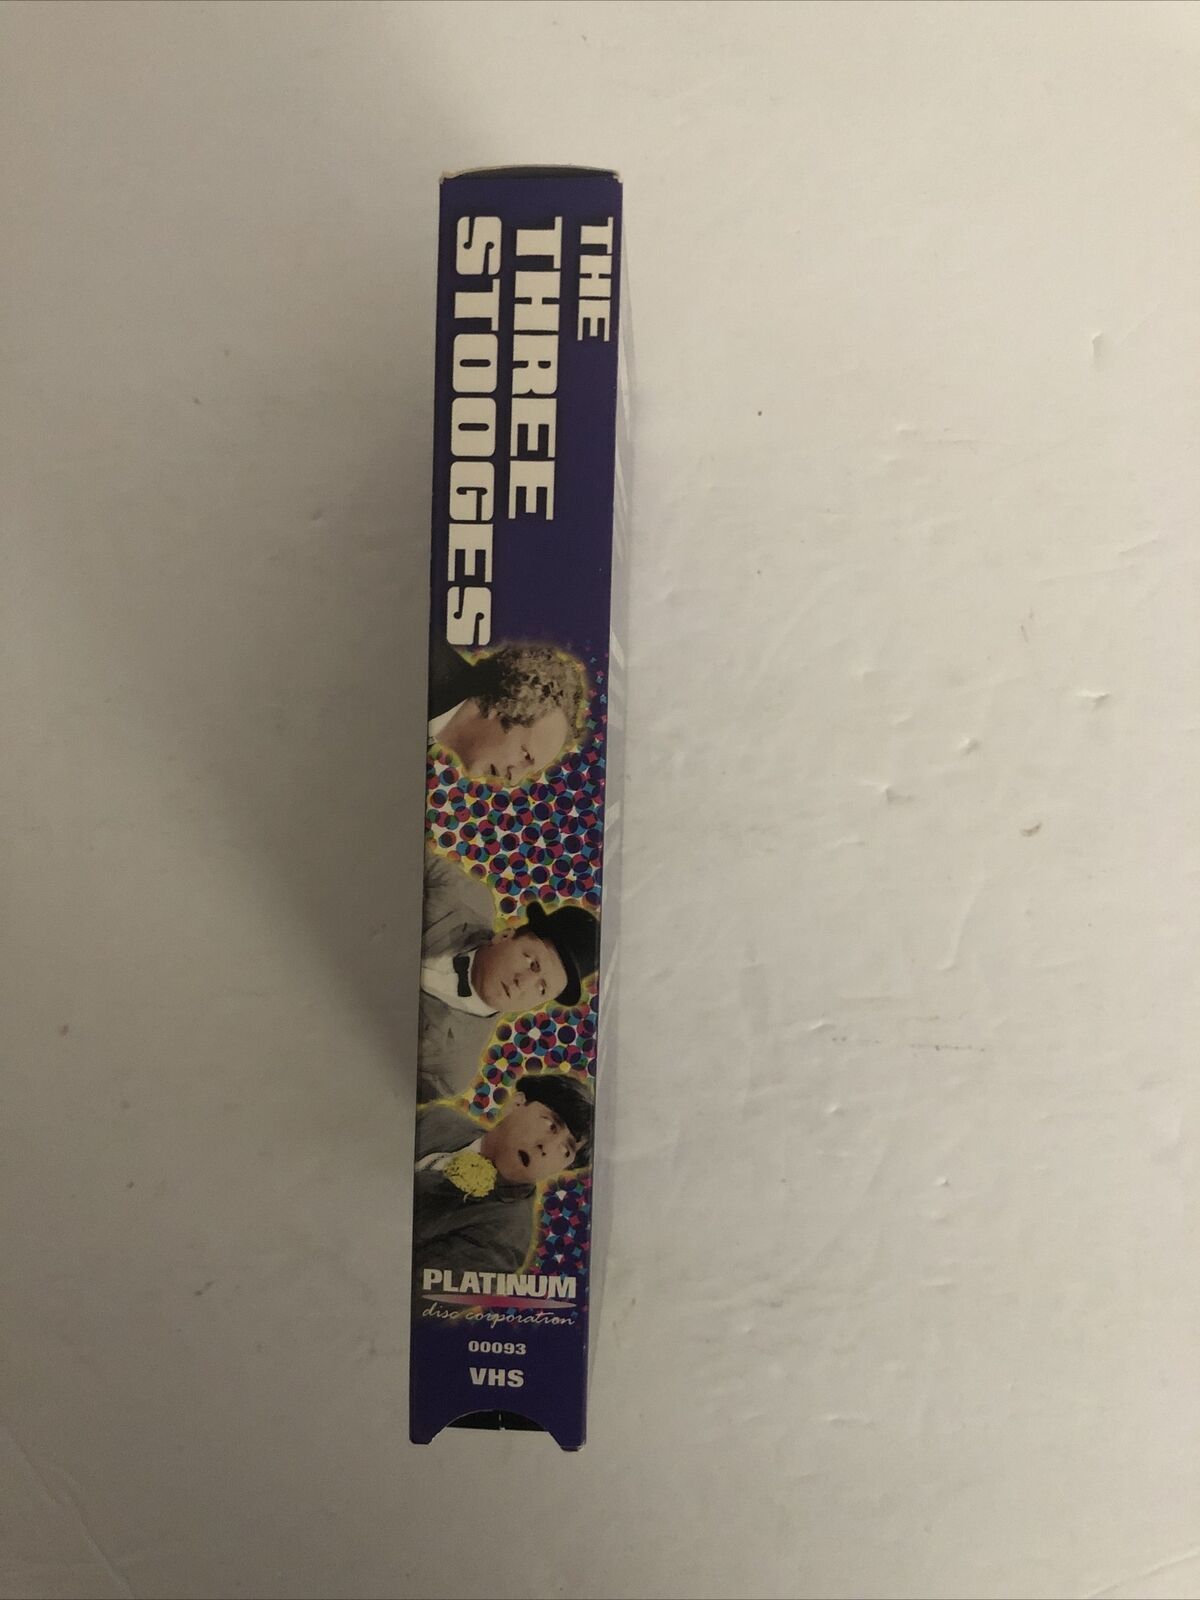 THE
THREE
STOOGES
PLATINUM
disc corporation
00093
VHS